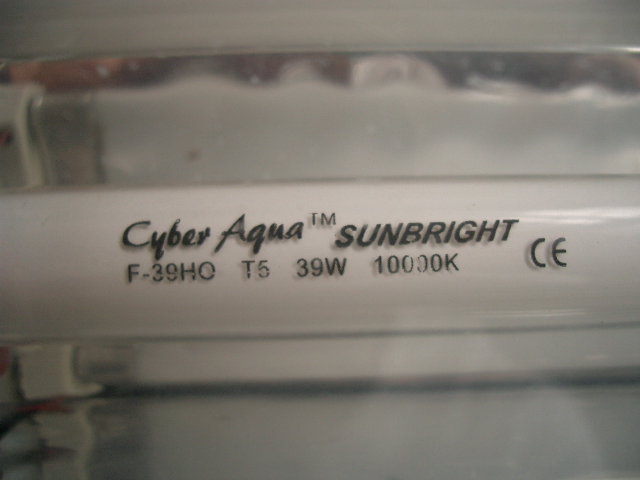 Cyber Aqua™ SUNBRIGHT
F-39HO T5 39W 10000K CE